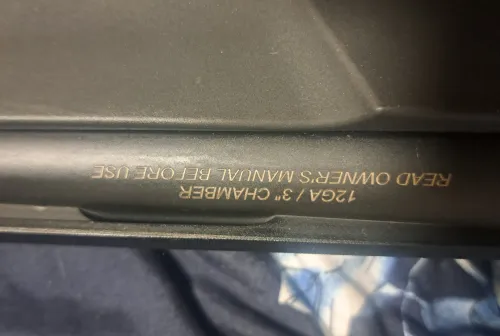 12GA / 3" CHAMBER
READ OWNER'S MANUAL BEFORE USE